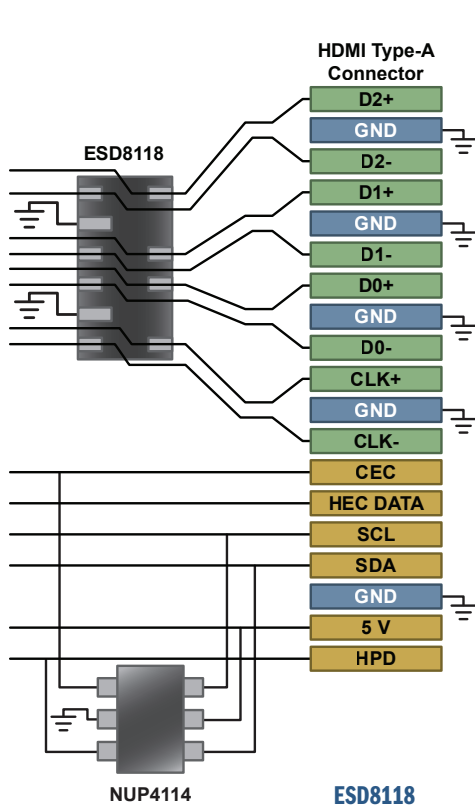 HDMI Type-A
Connector
D2+
GND
ESD8118
D2-
D1+
GND
D1-
D0+
GND
D0-
CLK+
GND
CLK-
CEC
HEC DATA
SCL
SDA
GND
5 V
HPD
NUP4114
ESD8118